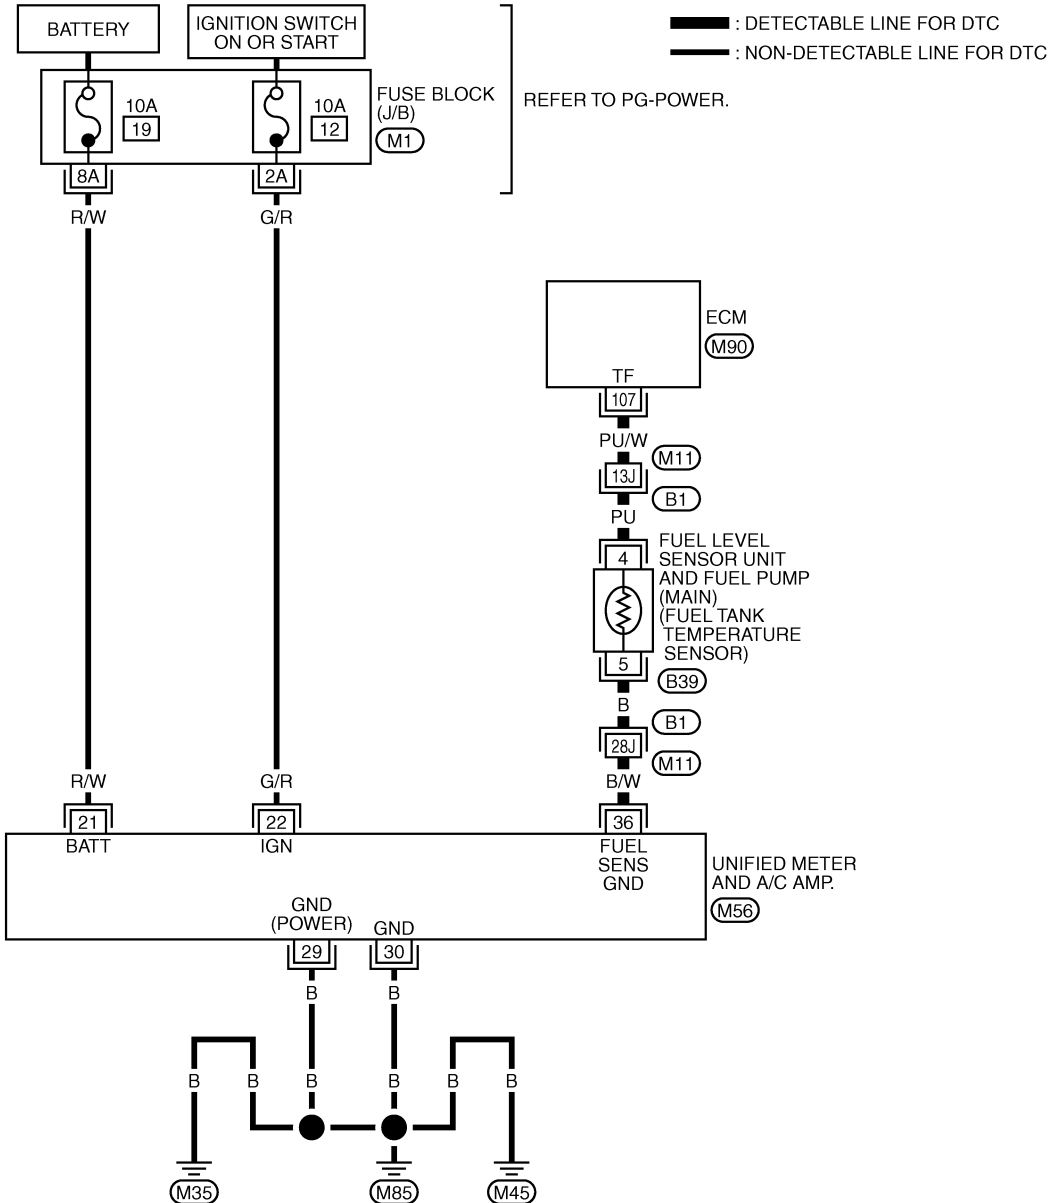 BATTERY
IGNITION SWITCH
ON OR START
: DETECTABLE LINE FOR DTC
: NON-DETECTABLE LINE FOR DTC
10A
19
10A
12
FUSE BLOCK
(J/B)
M1
REFER TO PG-POWER.
8A
2A
R/W
G/R
ECM
M90
TF
107
PU/W
M11
13J
B1
PU
4
FUEL LEVEL
SENSOR UNIT
AND FUEL PUMP
(MAIN)
(FUEL TANK
TEMPERATURE
SENSOR)
5
B39
B
B1
28J
M11
R/W
G/R
B/W
21
22
36
BATT
IGN
FUEL
SENS
GND
UNIFIED METER
AND A/C AMP.
M56
GND
(POWER)
GND
29
30
B
B
B
B
B
B
B
B
M35
M85
M45